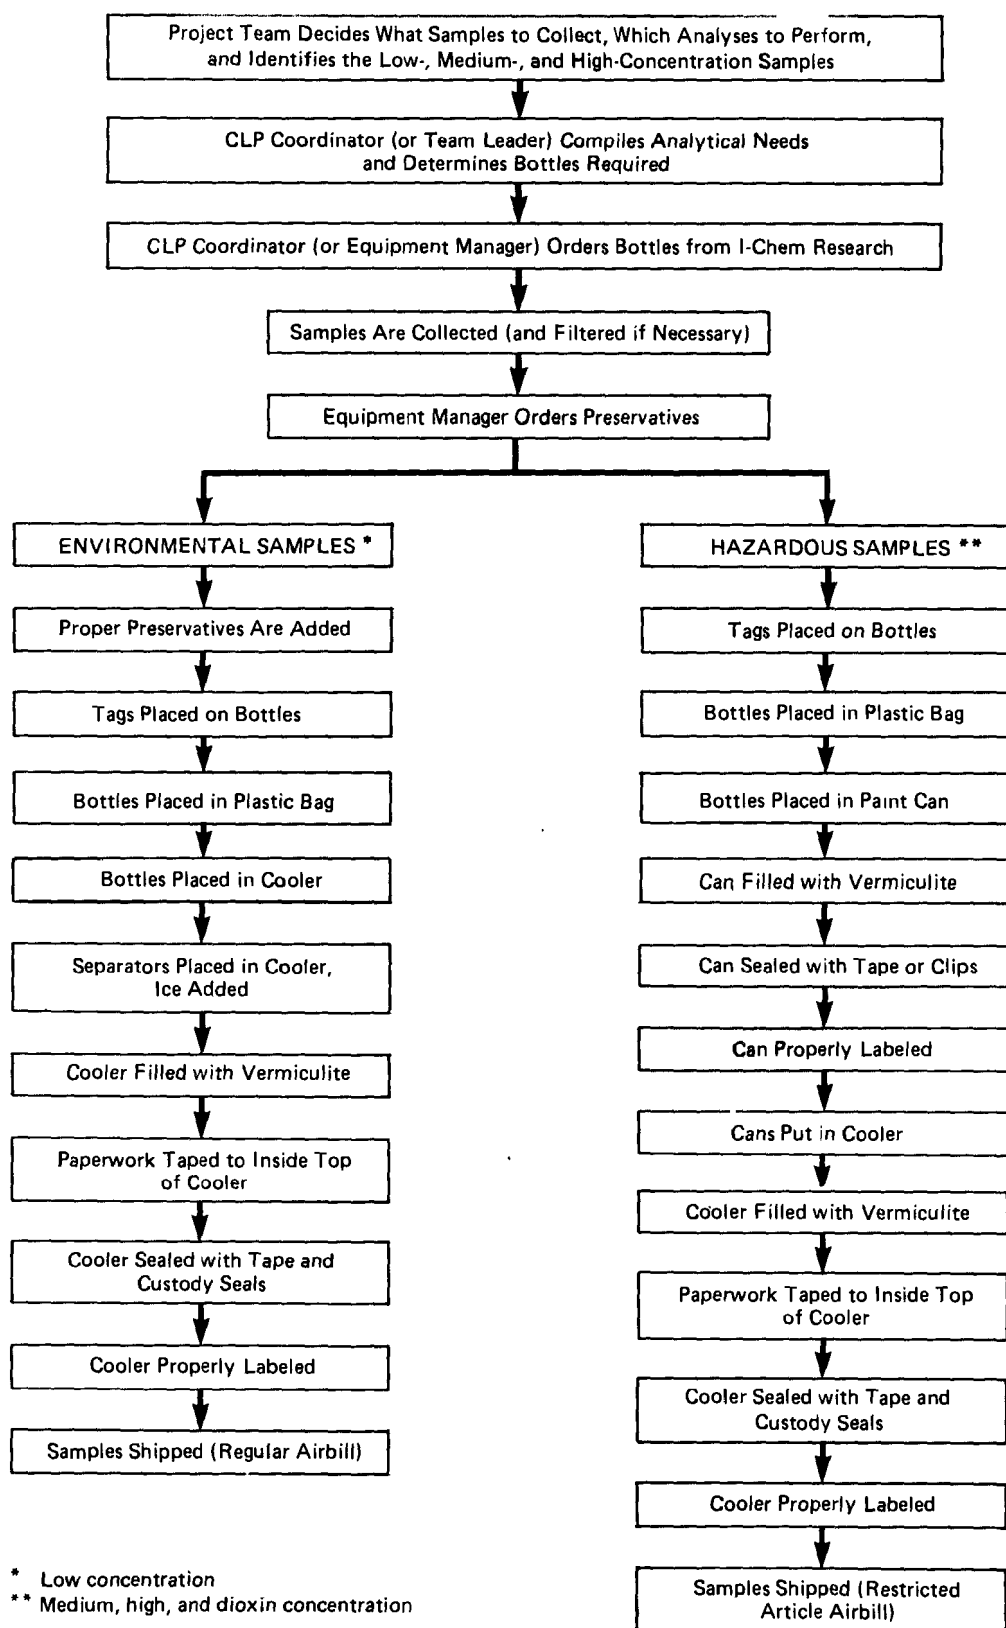 Project Team Decides What Samples to Collect, Which Analyses to Perform,
and Identifies the Low-, Medium-, and High-Concentration Samples
CLP Coordinator (or Team Leader) Compiles Analytical Needs
and Determines Bottles Required
CLP Coordinator (or Equipment Manager) Orders Bottles from I-Chem Research
Samples Are Collected (and Filtered if Necessary)
Equipment Manager Orders Preservatives
ENVIRONMENTAL SAMPLES *
Proper Preservatives Are Added
Tags Placed on Bottles
Bottles Placed in Plastic Bag
Bottles Placed in Cooler
Separators Placed in Cooler,
Ice Added
Cooler Filled with Vermiculite
Paperwork Taped to Inside Top
of Cooler
Cooler Sealed with Tape and
Custody Seals
Cooler Properly Labeled
Samples Shipped (Regular Airbill)
HAZARDOUS SAMPLES **
Tags Placed on Bottles
Bottles Placed in Plastic Bag
Bottles Placed in Paint Can
Can Filled with Vermiculite
Can Sealed with Tape or Clips
Can Properly Labeled
Cans Put in Cooler
Cooler Filled with Vermiculite
Paperwork Taped to Inside Top
of Cooler
Cooler Sealed with Tape and
Custody Seals
Cooler Properly Labeled
Samples Shipped (Restricted
Article Airbill)
* Low concentration
** Medium, high, and dioxin concentration